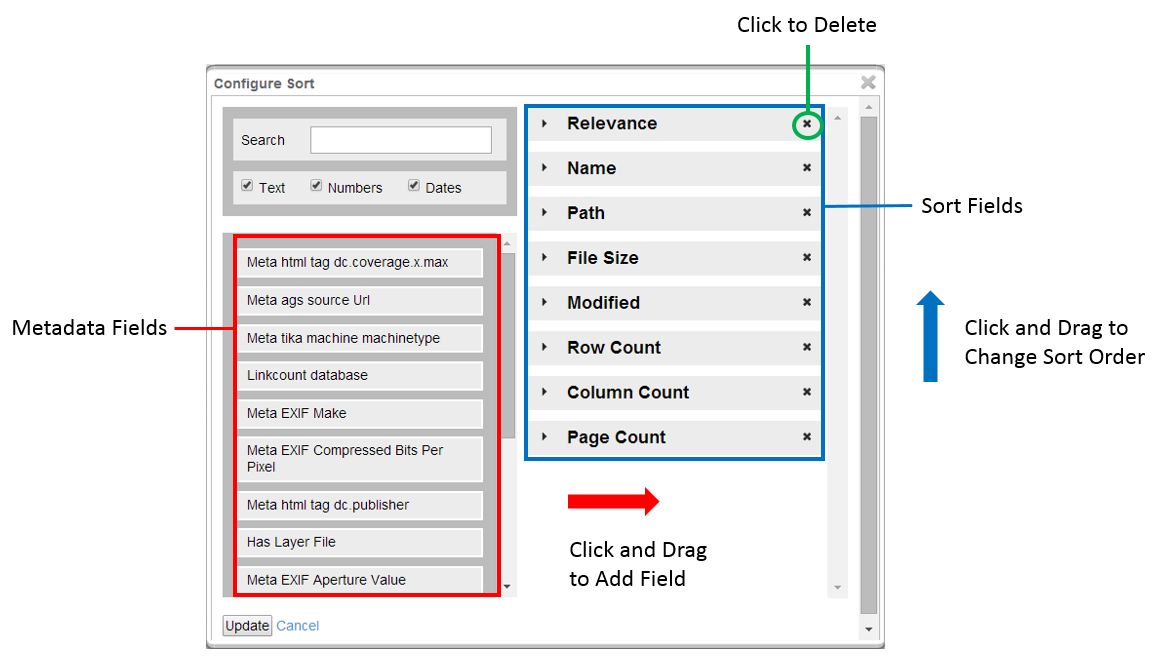 Click to Delete
Configure Sort
Search
Text
Numbers
Dates
Metadata Fields
Meta html tag dc.coverage.x.max
Meta ags source Url
Meta tika machine machinetype
Linkcount database
Meta EXIF Make
Meta EXIF Compressed Bits Per
Pixel
Meta html tag dc.publisher
Has Layer File
Meta EXIF Aperture Value
Update Cancel
Relevance
Name
Path
File Size
Modified
Row Count
Column Count
Page Count
Click and Drag
to Add Field
Sort Fields
Click and Drag to
Change Sort Order